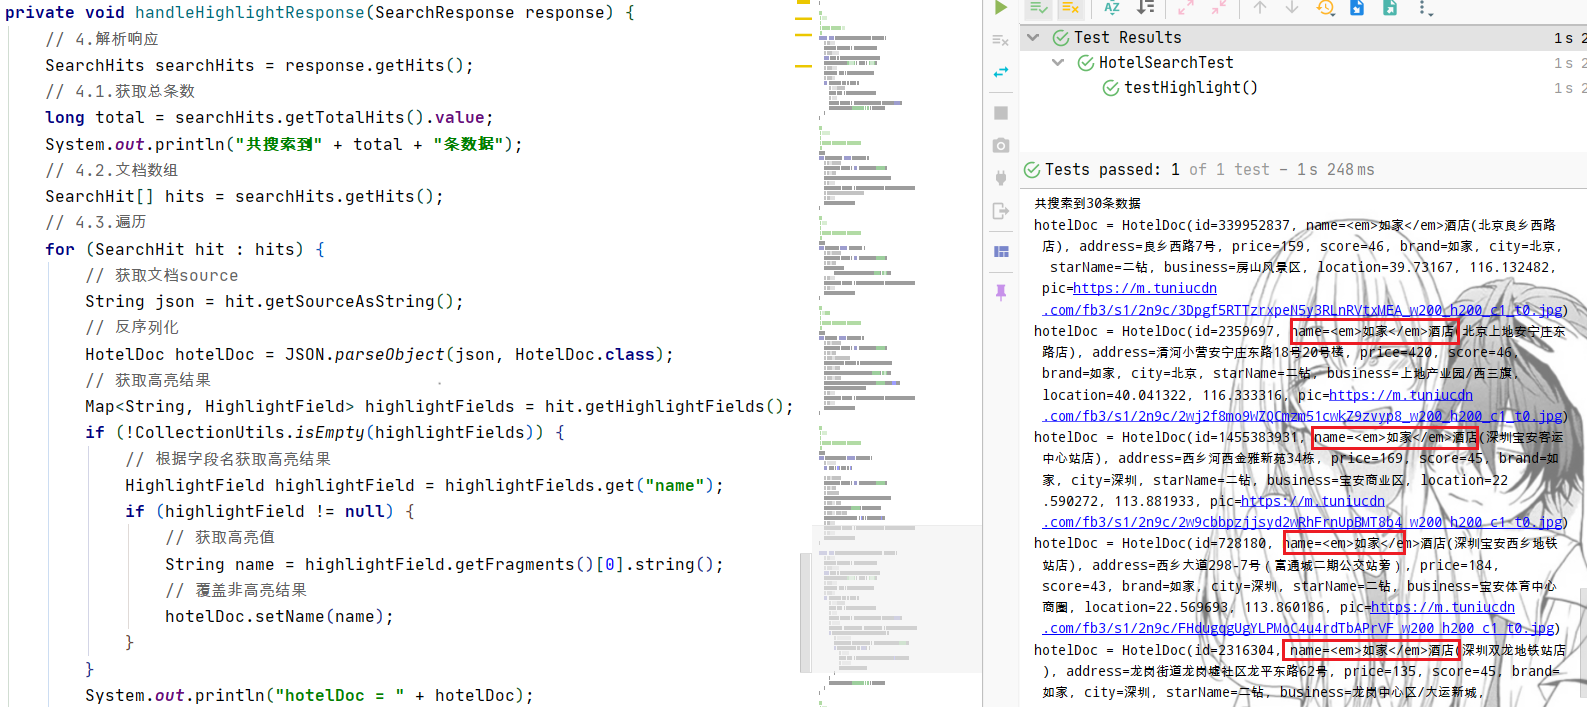 private void handleHighlightResponse(SearchResponse response) {
// 4.解析响应
SearchHits searchHits = response.getHits();
// 4.1.获取总条数
long total = searchHits.getTotalHits().value;
System.out.println("共搜索到" + total + "条数据");
// 4.2.文档数组
SearchHit[] hits = searchHits.getHits();
// 4.3.遍历
for (SearchHit hit : hits) {
// 获取文档source
String json = hit.getSourceAsString();
// 反序列化
HotelDoc hotelDoc = JSON.parseObject(json, HotelDoc.class);
// 获取高亮结果
Map<String, HighlightField> highlightFields = hit.getHighlightFields();
if (!CollectionUtils.isEmpty(highlightFields)) {
// 根据字段名获取高亮结果
HighlightField highlightField = highlightFields.get("name");
if (highlightField != null) {
// 获取高亮值
String name = highlightField.getFragments()[0].string();
// 覆盖非高亮结果
hotelDoc.setName(name);
}
}
System.out.println("hotelDoc = " + hotelDoc);
Test Results 1 s 2
HotelSearchTest 1 s 2
testHighlight() 1 s 2
Tests passed: 1 of 1 test – 1 s 248 ms
共搜索到30条数据
hotelDoc = HotelDoc(id=339952837, name=<em>如家</em>酒店(北京良乡西路
店), address=良乡西路7号, price=159, score=46, brand=如家, city=北京,
starName=二钻, business=房山风景区, location=39.73167, 116.132482,
pic=https://m.tuniucdn
.com/fb3/s1/2n9c/3Dpgf5RTTzrxpeN5y3RLnRVtxMEA_w200_h200_c1_t0.jpg)
hotelDoc = HotelDoc(id=2359697, name=<em>如家</em>酒店(北京上地安宁庄东
路店), address=清河小营安宁庄东路18号20号楼, price=420, score=46,
brand=如家, city=北京, starName=二钻, business=上地产业园/西三旗,
location=40.041322, 116.333316, pic=https://m.tuniucdn
.com/fb3/s1/2n9c/2wj2f8mo9WZQCmzm51cwkZ9zvyp8_w200_h200_c1_t0.jpg)
hotelDoc = HotelDoc(id=1455383931, name=<em>如家</em>酒店(深圳宝安客运
中心站店), address=西乡河西金雅新苑34栋, price=169, score=45, brand=如
家, city=深圳, starName=二钻, business=宝安商业区, location=22
.590272, 113.881933, pic=https://m.tuniucdn
.com/fb3/s1/2n9c/2w9cbbpzjjsyd2wRhFrnUpBMT8b4_w200_h200_c1_t0.jpg)
hotelDoc = HotelDoc(id=728180, name=<em>如家</em>酒店(深圳宝安西乡地铁
站店), address=西乡大道298-7号（富通城二期公交站旁）, price=184,
score=43, brand=如家, city=深圳, starName=二钻, business=宝安体育中心
商圈, location=22.569693, 113.860186, pic=https://m.tuniucdn
.com/fb3/s1/2n9c/FHdugqgUgYLPMoC4u4rdTbAPrVF_w200_h200_c1_t0.jpg)
hotelDoc = HotelDoc(id=2316304, name=<em>如家</em>酒店(深圳双龙地铁站店
), address=龙岗街道龙岗墟社区龙平东路62号, price=135, score=45, brand=
如家, city=深圳, starName=二钻, business=龙岗中心区/大运新城,